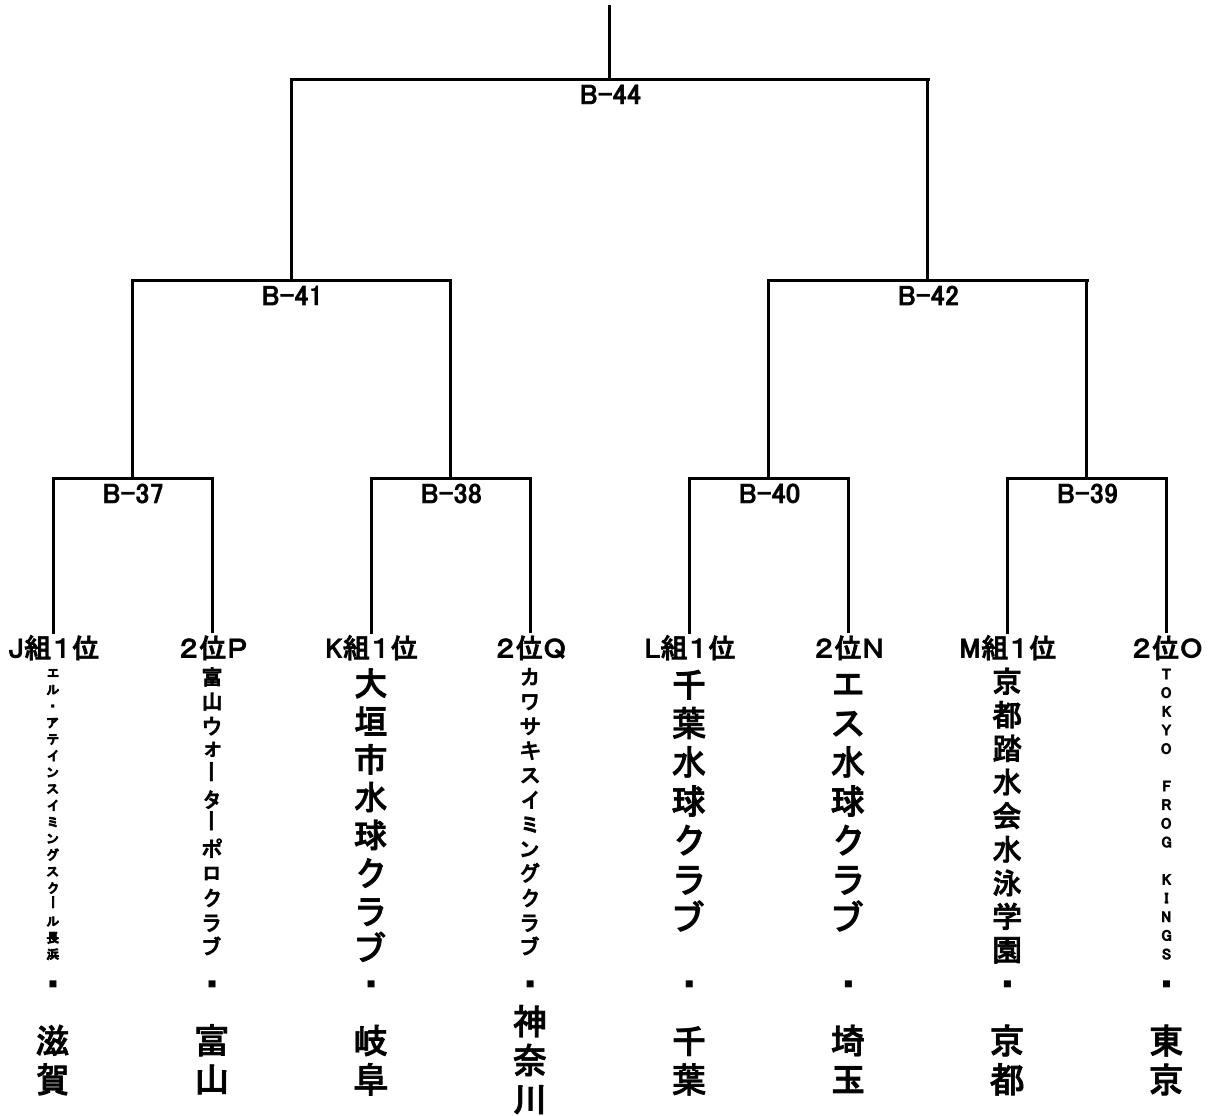 B-44
B-41
B-42
B-37
B-38
B-40
B-39
J組1位
2位P
K組1位
2位Q
L組1位
2位N
M組1位
2位O
エル・アテインスイミングスクール長浜・滋賀
富山ウオーターポロクラブ・富山
大垣市水球クラブ・岐阜
カワサキスイミングクラブ・神奈川
千葉水球クラブ・千葉
エス水球クラブ・埼玉
京都踏水会水泳学園・京都
TOKYO FROG KINGS・東京